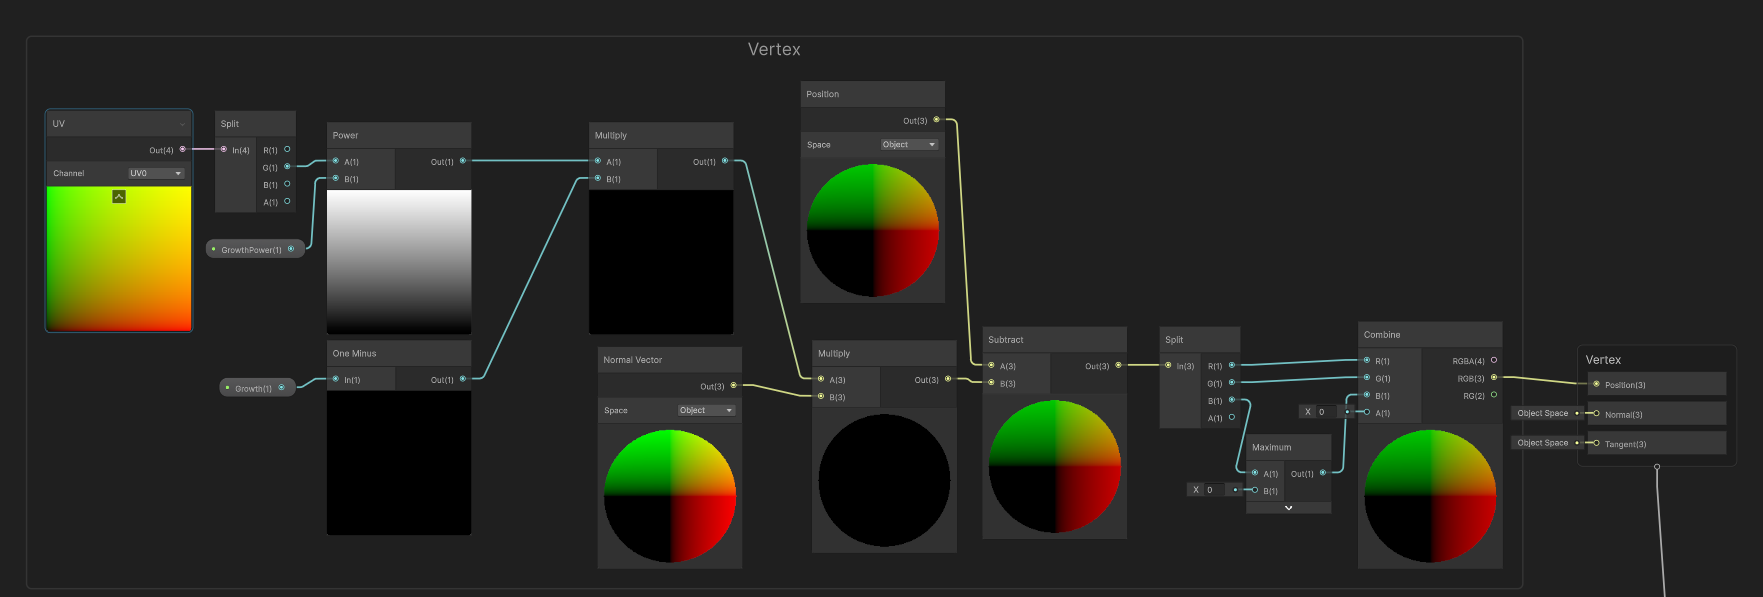 Vertex
UV
Out(4)
Channel
UV0
Split
In(4)
R(1)
G(1)
B(1)
A(1)
GrowthPower(1)
Power
A(1)
Out(1)
B(1)
One Minus
In(1)
Out(1)
Growth(1)
Multiply
A(1)
Out(1)
B(1)
Normal Vector
Out(3)
Space
Object
Position
Out(3)
Space
Object
Multiply
A(3)
Out(3)
B(3)
Subtract
A(3)
Out(3)
B(3)
Split
In(3)
R(1)
G(1)
B(1)
A(1)
Maximum
A(1)
Out(1)
X 0
B(1)
Combine
R(1)
RGBA(4)
G(1)
RGB(3)
B(1)
RG(2)
X 0
A(1)
Vertex
Position(3)
Object Space
Normal(3)
Object Space
Tangent(3)